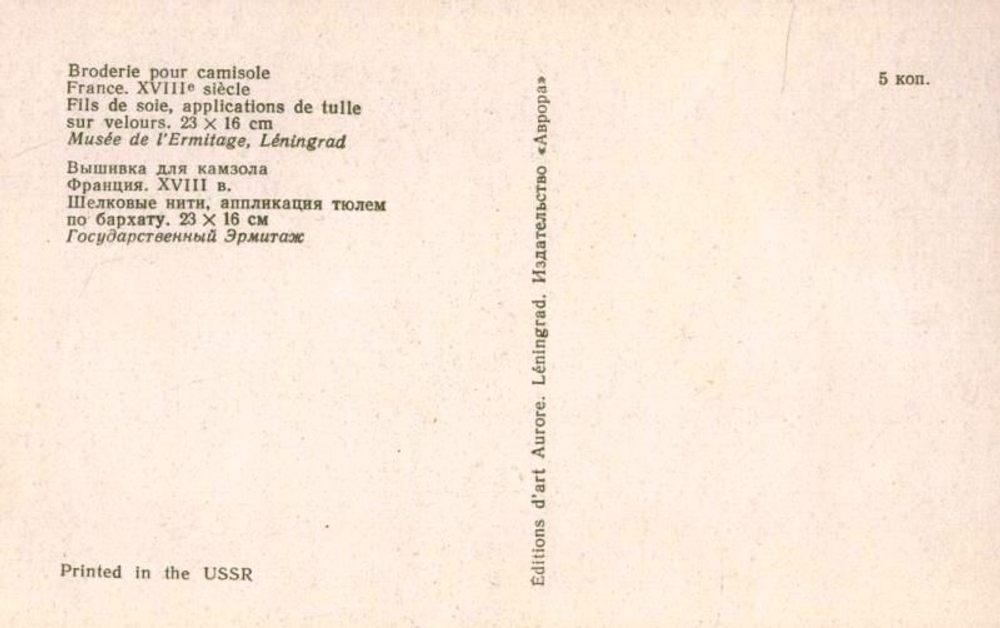 Broderie pour camisole
France. XVIIIe siècle
Fils de soie, applications de tulle
sur velours. 23 × 16 cm
Musée de l'Ermitage, Léningrad
Вышивка для камзола
Франция. XVIII в.
Шелковые нити, аппликация тюлем
по бархату. 23 × 16 см
Государственный Эрмитаж
Printed in the USSR
Éditions d'art Aurore. Léningrad. Издательство «Аврора»
5 коп.